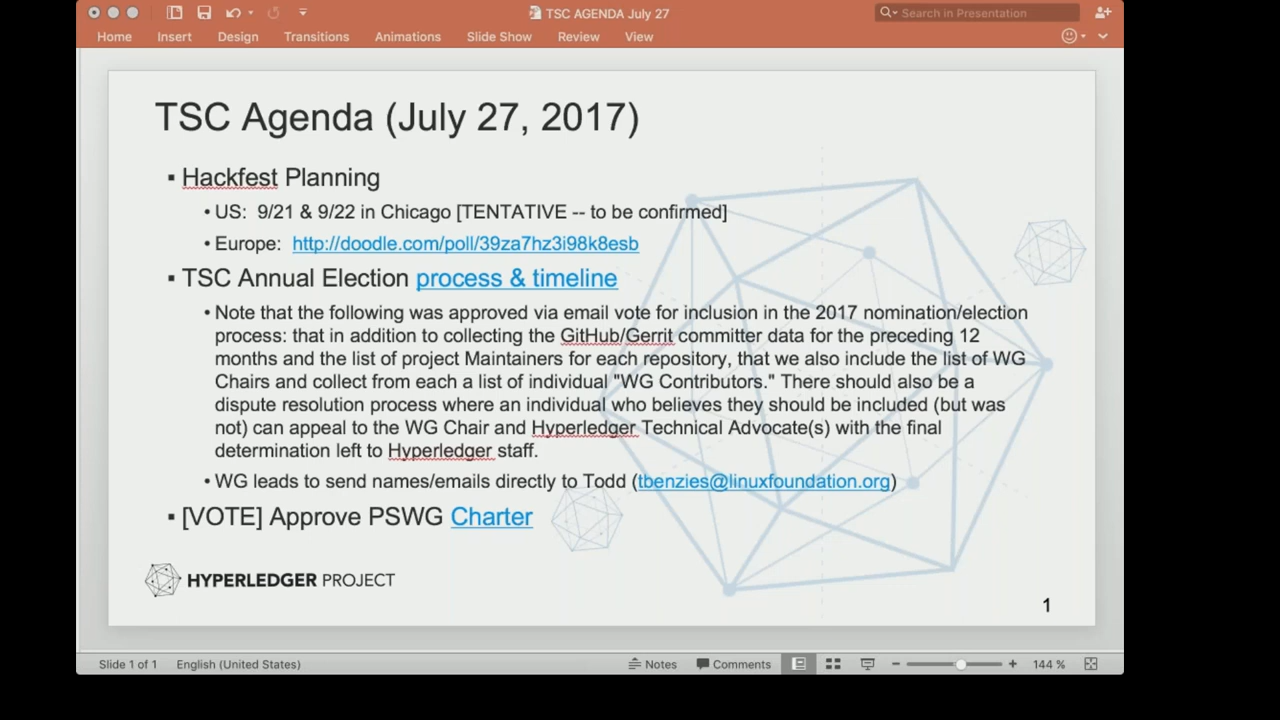 TSC AGENDA July 27
Search in Presentation
Home Insert Design Transitions Animations Slide Show Review View
TSC Agenda (July 27, 2017)
▪ Hackfest Planning
• US: 9/21 & 9/22 in Chicago [TENTATIVE -- to be confirmed]
• Europe: http://doodle.com/poll/39za7hz3i98k8esb
▪ TSC Annual Election process & timeline
• Note that the following was approved via email vote for inclusion in the 2017 nomination/election
process: that in addition to collecting the GitHub/Gerrit committer data for the preceding 12
months and the list of project Maintainers for each repository, that we also include the list of WG
Chairs and collect from each a list of individual "WG Contributors." There should also be a
dispute resolution process where an individual who believes they should be included (but was
not) can appeal to the WG Chair and Hyperledger Technical Advocate(s) with the final
determination left to Hyperledger staff.
• WG leads to send names/emails directly to Todd (tbenzies@linuxfoundation.org)
▪ [VOTE] Approve PSWG Charter
HYPERLEDGER PROJECT
1
Slide 1 of 1 English (United States) Notes Comments 144 %